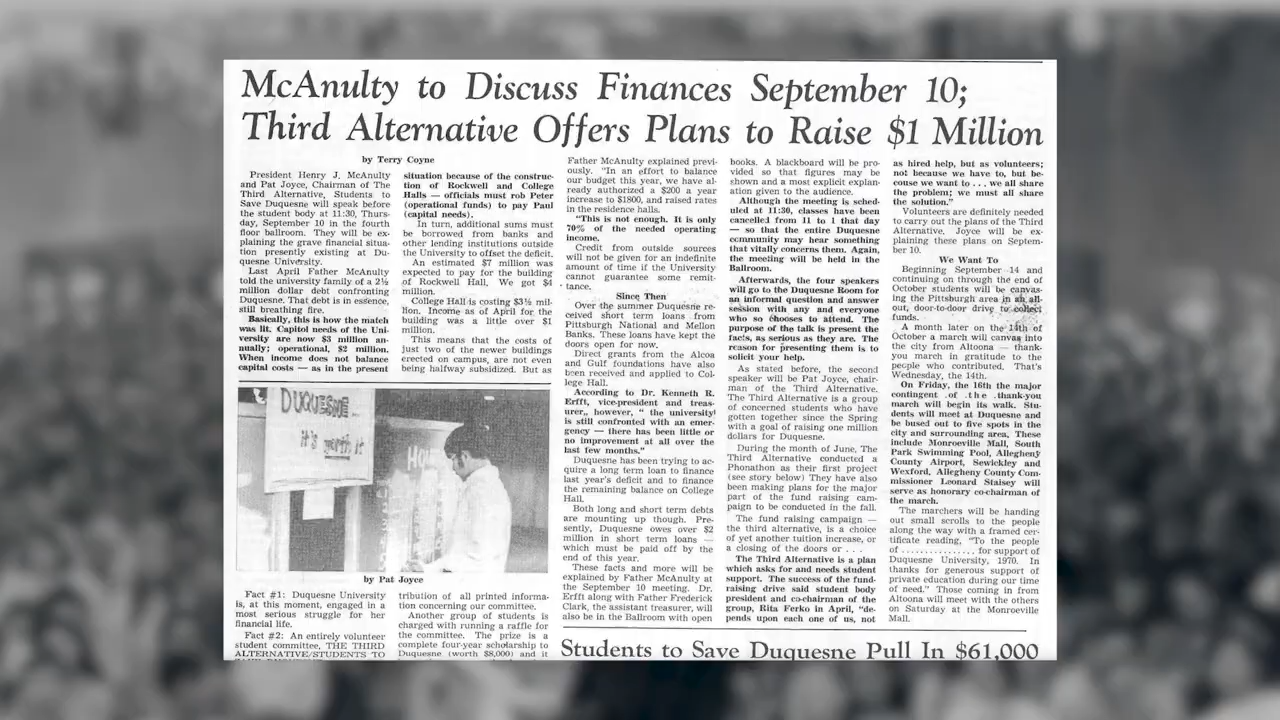 McAnulty to Discuss Finances September 10;
Third Alternative Offers Plans to Raise $1 Million
by Terry Coyne
President Henry J. McAnulty
and Pat Joyce, Chairman of The
Third Alternative, Students to
Save Duquesne will speak before
the student body at 11:30, Thurs-
day, September 10 in the fourth
floor ballroom. They will be ex-
plaining the grave financial situa-
tion presently existing at Du-
quesne University.
Last April Father McAnulty
told the university family of a 2½
million dollar debt confronting
Duquesne. That debt is in essence,
still breathing fire.
Basically, this is how the match
was lit. Capitol needs of the Uni-
versity are now $3 million an-
nually; operational, $2 million.
When income does not balance
capital costs — as in the present
situation because of the construc-
tion of Rockwell and College
Halls — officials must rob Peter
(operational funds) to pay Paul
(capital needs).
In turn, additional sums must
be borrowed from banks and
other lending institutions outside
the University to offset the deficit.
An estimated $7 million was
expected to pay for the building
of Rockwell Hall. We got $4
million.
College Hall is costing $3½ mil-
lion. Income as of April for the
building was a little over $1
million.
This means that the costs of
just two of the newer buildings
erected on campus, are not even
being halfway subsidized. But as
Father McAnulty explained previ-
ously. "In an effort to balance
our budget this year, we have al-
ready authorized a $200 a year
increase to $1800, and raised rates
in the residence halls.
"This is not enough. It is only
70% of the needed operating
income.
Credit from outside sources
will not be given for an indefinite
amount of time if the University
cannot guarantee some remit-
tance.
Since Then
Over the summer Duquesne re-
ceived short term loans from
Pittsburgh National and Mellon
Banks. These loans have kept the
doors open for now.
Direct grants from the Alcoa
and Gulf foundations have also
been received and applied to Col-
lege Hall.
According to Dr. Kenneth R.
Erfft, vice-president and treas-
urer,, however, " the university
is still confronted with an emer-
gency — there has been little or
no improvement at all over the
last few months."
Duquesne has been trying to ac-
quire a long term loan to finance
last year's deficit and to finance
the remaining balance on College
Hall.
Both long and short term debts
are mounting up though. Pre-
sently, Duquesne owes over $2
million in short term loans —
which must be paid off by the
end of this year.
These facts and more will be
explained by Father McAnulty at
the September 10 meeting. Dr.
Erfft along with Father Frederick
Clark, the assistant treasurer, will
also be in the Ballroom with open
books. A blackboard will be pro-
vided so that figures may be
shown and a most explicit explan-
ation given to the audience.
Although the meeting is sched-
uled at 11:30, classes have been
cancelled from 11 to 1 that day
— so that the entire Duquesne
community may hear something
that vitally concerns them. Again,
the meeting will be held in the
Ballroom.
Afterwards, the four speakers
will go to the Duquesne Room for
an informal question and answer
session with any and everyone
who so chooses to attend. The
purpose of the talk is present the
facts, as serious as they are. The
reason for presenting them is to
solicit your help.
As stated before, the second
speaker will be Pat Joyce, chair-
man of the Third Alternative.
The Third Alternative is a group
of concerned students who have
gotten together since the Spring
with a goal of raising one million
dollars for Duquesne.
During the month of June, The
Third Alternative conducted a
Phonathon as their first project
(see story below) They have also
been making plans for the major
part of the fund raising cam-
paign to be conducted in the fall.
The fund raising campaign —
the third alternative, is a choice
of yet another tuition increase, or
a closing of the doors or . . .
The Third Alternative is a plan
which asks for and needs student
support. The success of the fund-
raising drive said student body
president and co-chairman of the
group, Rita Ferko in April, "de-
pends upon each one of us, not
as hired help, but as volunteers;
not because we have to, but be-
couse we want to . . . we all share
the problem; we must all share
the solution."
Volunteers are definitely needed
to carry out the plans of the Third
Alternative. Joyce will be ex-
plaining these plans on Septem-
ber 10.
We Want To
Beginning September 14 and
continuing on through the end of
October students will be canvas-
ing the Pittsburgh area in an all-
out, door-to-door drive to collect
funds.
A month later on the 14th of
October a march will canvas into
the city from Altoona — thank-
you march in gratitude to the
people who contributed. That's
Wednesday, the 14th.
On Friday, the 16th the major
contingent .of .the .thank-you
march will begin its walk. Stu-
dents will meet at Duquesne and
be bused out to five spots in the
city and surrounding area, These
include Monroeville Mall, South
Park Swimming Pool, Allegheny
County Airport, Sewickley and
Wexford. Allegheny County Com-
missioner Leonard Staisey will
serve as honorary co-chairman of
the march.
The marchers will be handing
out small scrolls to the people
along the way with a framed cer-
tificate reading, "To the people
of ................ for support of
Duquesne University, 1970. In
thanks for generous support of
private education during our time
of need." Those coming from
Altoona will meet with the others
on Saturday at the Monroeville
Mall.
DUQUESNE...
it's worth it
by Pat Joyce
Fact #1: Duquesne University
is, at this moment, engaged in a
most serious struggle for her
financial life.
Fact #2: An entirely volunteer
student committee, THE THIRD
ALTERNATIVE/STUDENTS TO
tribution of all printed informa-
tion concerning our committee.
Another group of students is
charged with running a raffle for
the committee. The prize is a
complete four-year scholarship to
Duquesne (worth $8,000) and it
Students to Save Duquesne Pull In $61,000